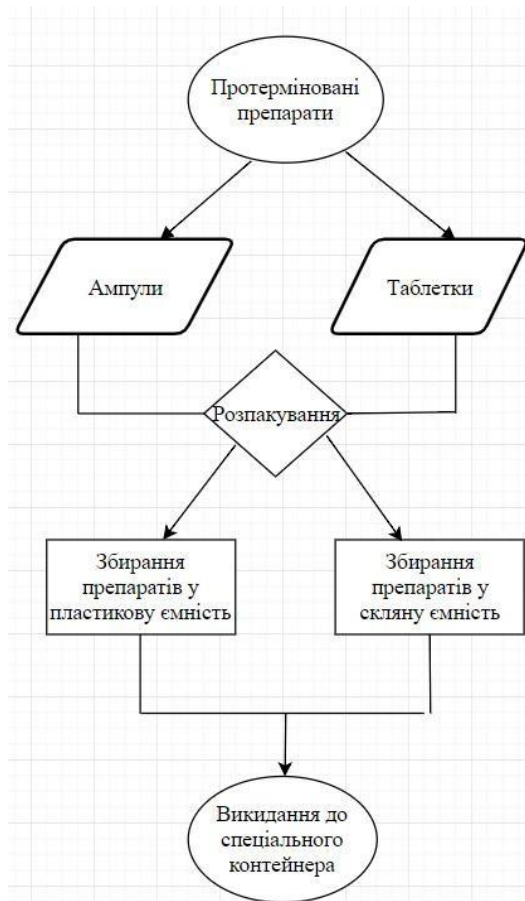 Протерміновані
препарати
Ампули
Таблетки
Розпакування
Збирання
препаратів у
пластикову ємність
Збирання
препаратів у
скляну ємність
Викидання до
спеціального
контейнера